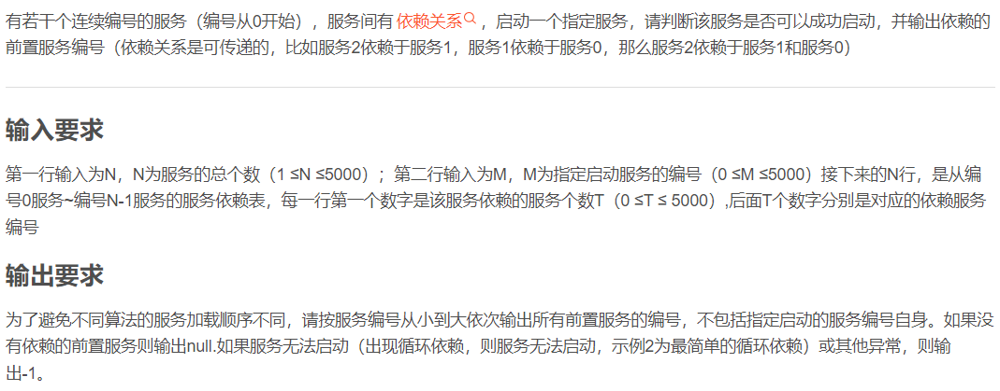 有若干个连续编号的服务（编号从0开始），服务间有依赖关系，启动一个指定服务，请判断该服务是否可以成功启动，并输出依赖的
前置服务编号（依赖关系是可传递的，比如服务2依赖于服务1，服务1依赖于服务0，那么服务2依赖于服务1和服务0）
输入要求
第一行输入为N，N为服务的总个数（1 ≤N ≤5000）；第二行输入为M，M为指定启动服务的编号（0 ≤M ≤5000）接下来的N行，是从编
号0服务~编号N-1服务的服务依赖表，每一行第一个数字是该服务依赖的服务个数T（0 ≤T ≤ 5000）,后面T个数字分别是对应的依赖服务
编号
输出要求
为了避免不同算法的服务加载顺序不同，请按服务编号从小到大依次输出所有前置服务的编号，不包括指定启动的服务编号自身。如果没
有依赖的前置服务则输出null.如果服务无法启动（出现循环依赖，则服务无法启动，示例2为最简单的循环依赖）或其他异常，则输
出-1。